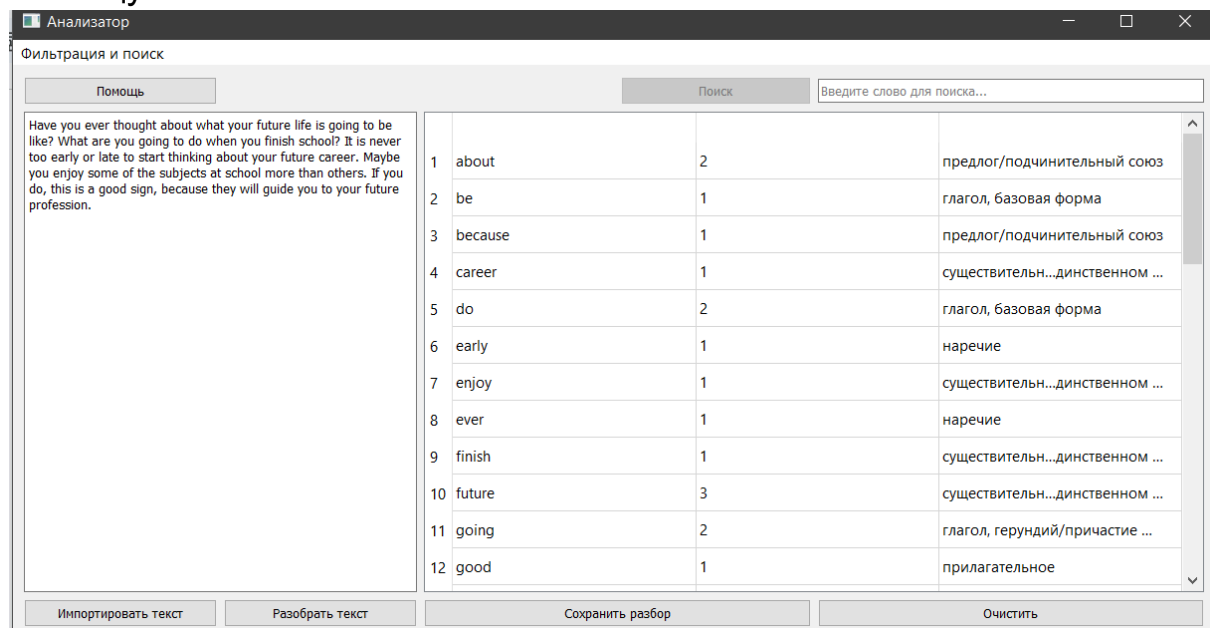 Анализатор
Фильтрация и поиск
Помощь
Поиск
Введите слово для поиска...
Have you ever thought about what your future life is going to be
like? What are you going to do when you finish school? It is never
too early or late to start thinking about your future career. Maybe
you enjoy some of the subjects at school more than others. If you
do, this is a good sign, because they will guide you to your future
profession.
1 about 2 предлог/подчинительный союз
2 be 1 глагол, базовая форма
3 because 1 предлог/подчинительный союз
4 career 1 существительн...динственном ...
5 do 2 глагол, базовая форма
6 early 1 наречие
7 enjoy 1 существительн...динственном ...
8 ever 1 наречие
9 finish 1 существительн...динственном ...
10 future 3 существительн...динственном ...
11 going 2 глагол, герундий/причастие ...
12 good 1 прилагательное
Импортировать текст
Разобрать текст
Сохранить разбор
Очистить